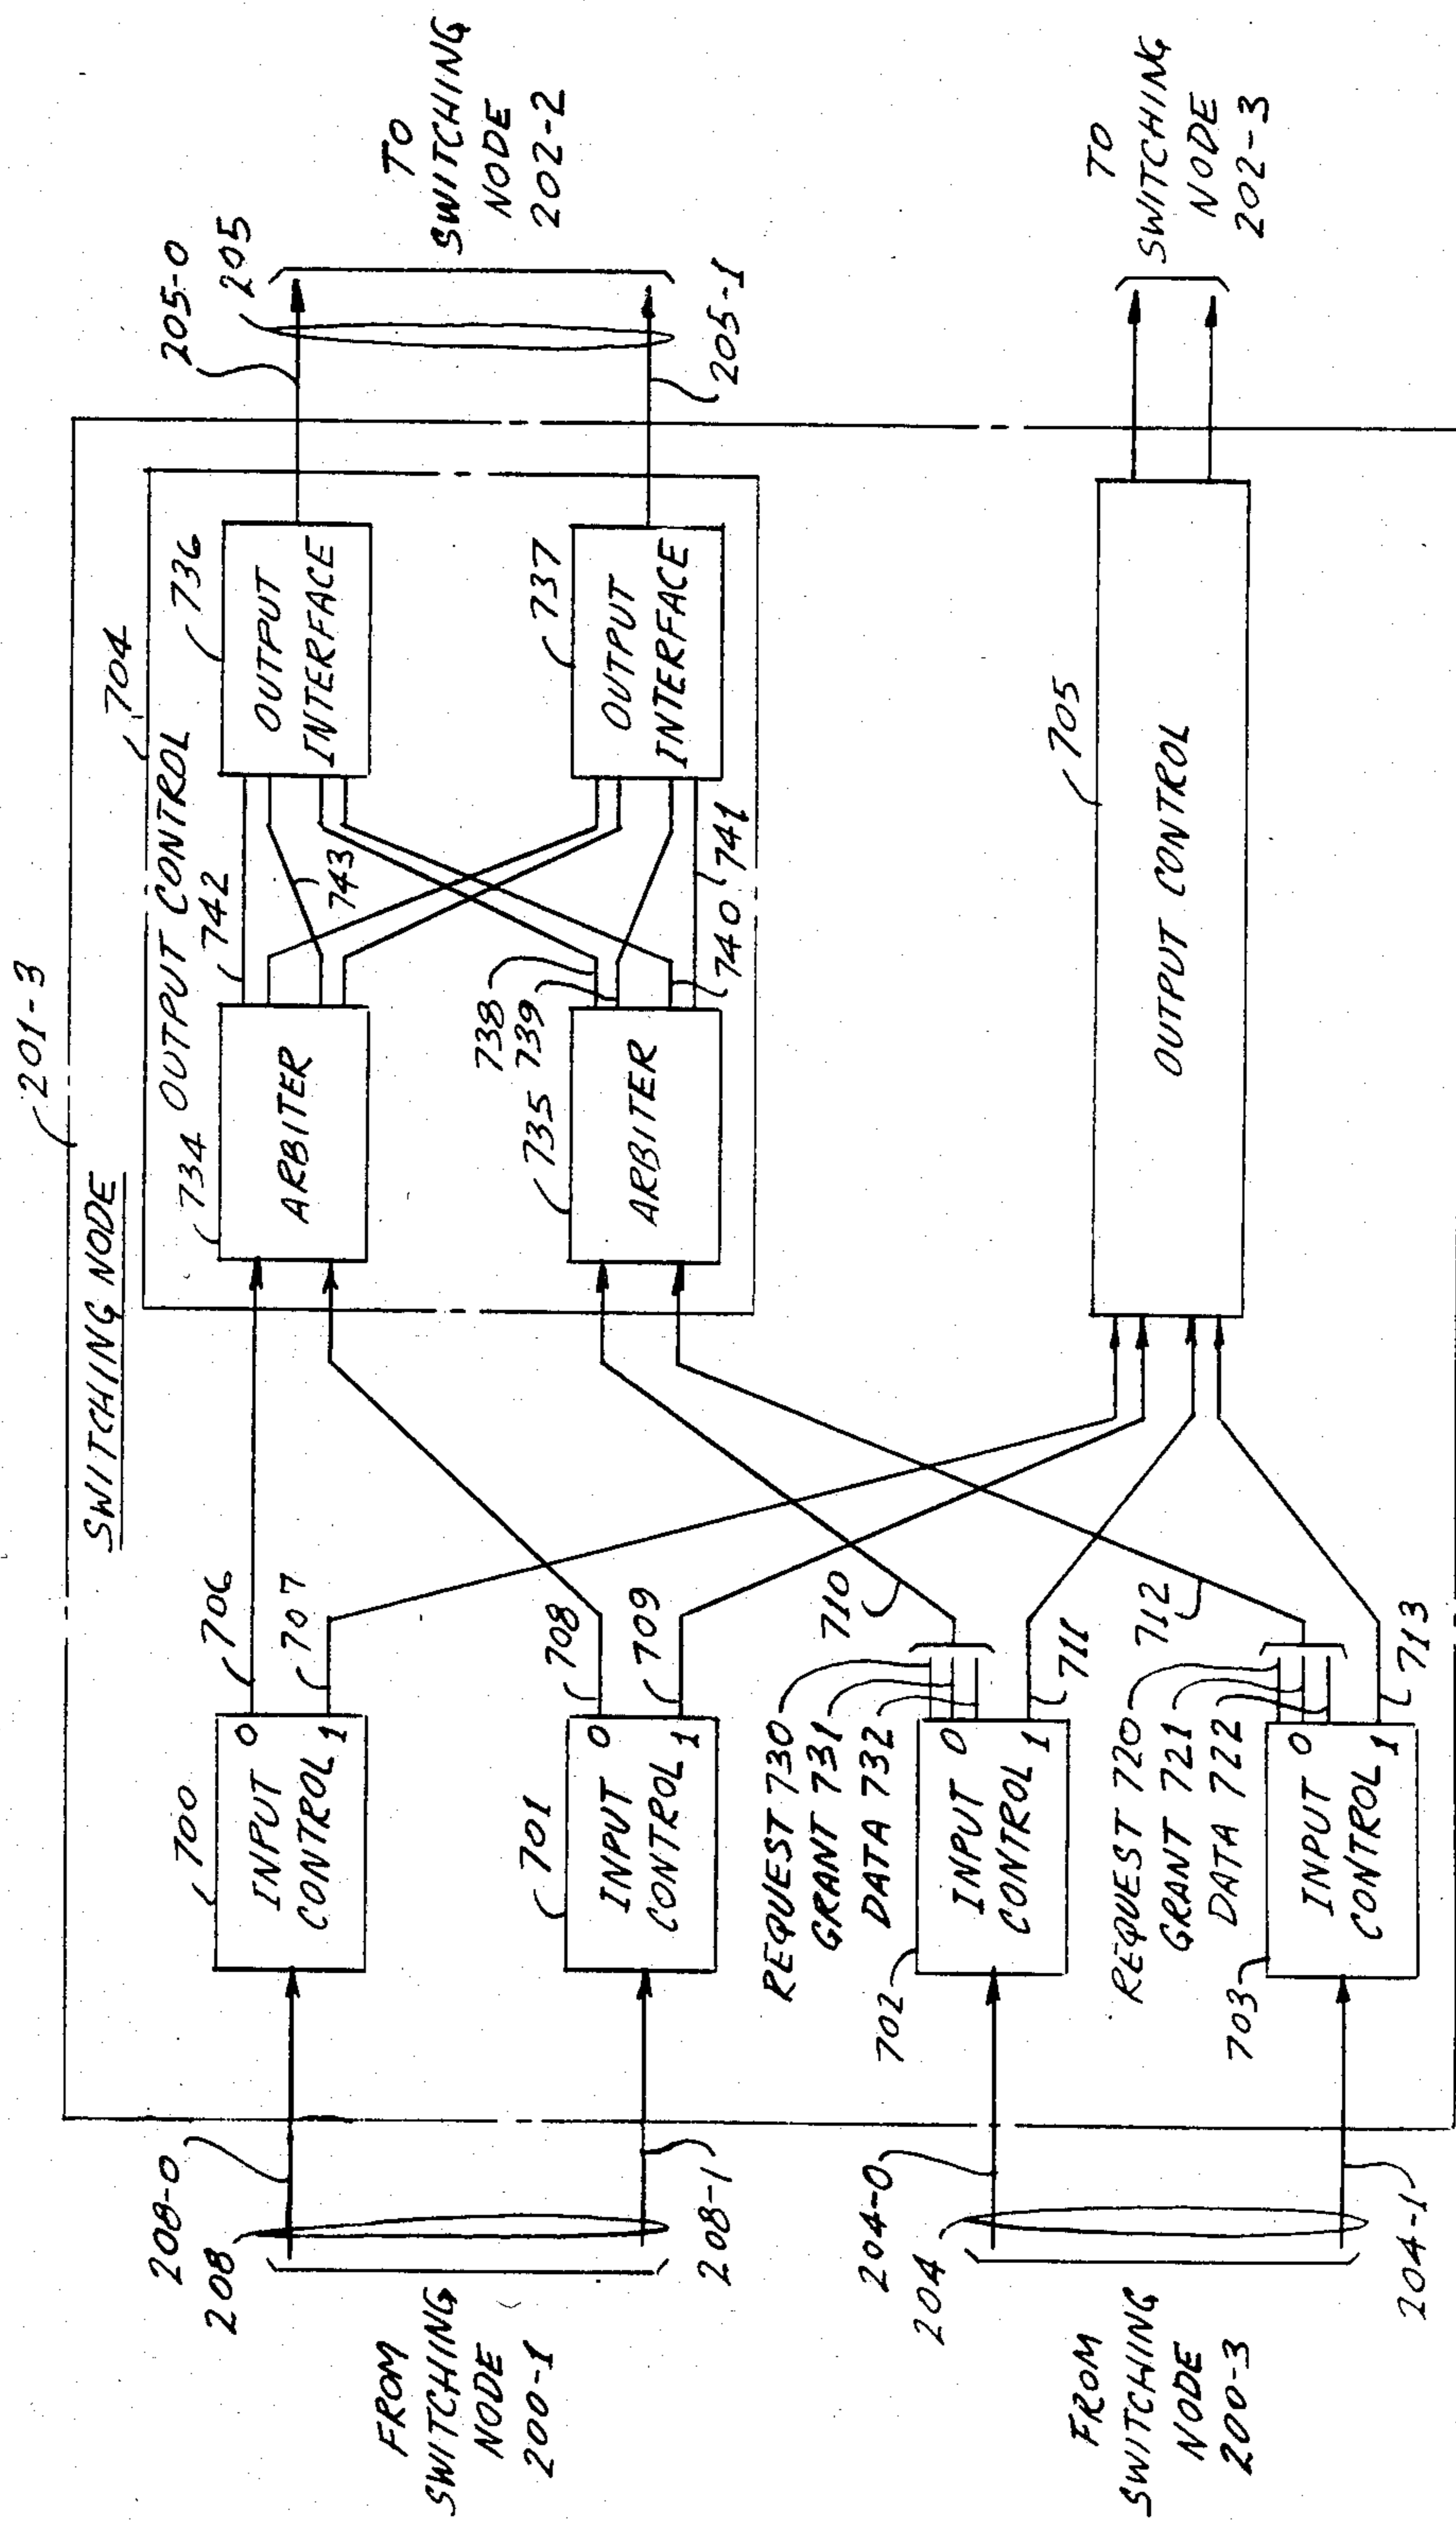 201-3
SWITCHING NODE
704
OUTPUT CONTROL
FROM
SWITCHING
NODE
200-1
208-0
208
208-1
700
INPUT 0
CONTROL 1
706
707
701
INPUT 0
CONTROL 1
708
709
734
ARBITER
742
743
736
OUTPUT
INTERFACE
735
ARBITER
738
739
740
741
737
OUTPUT
INTERFACE
205-0
205
205-1
TO
SWITCHING
NODE
202-2
FROM
SWITCHING
NODE
200-3
204-0
204
204-1
702
INPUT 0
CONTROL 1
REQUEST 730
GRANT 731
DATA 732
710
711
703
INPUT 0
CONTROL 1
REQUEST 720
GRANT 721
DATA 722
712
713
705
OUTPUT CONTROL
TO
SWITCHING
NODE
202-3